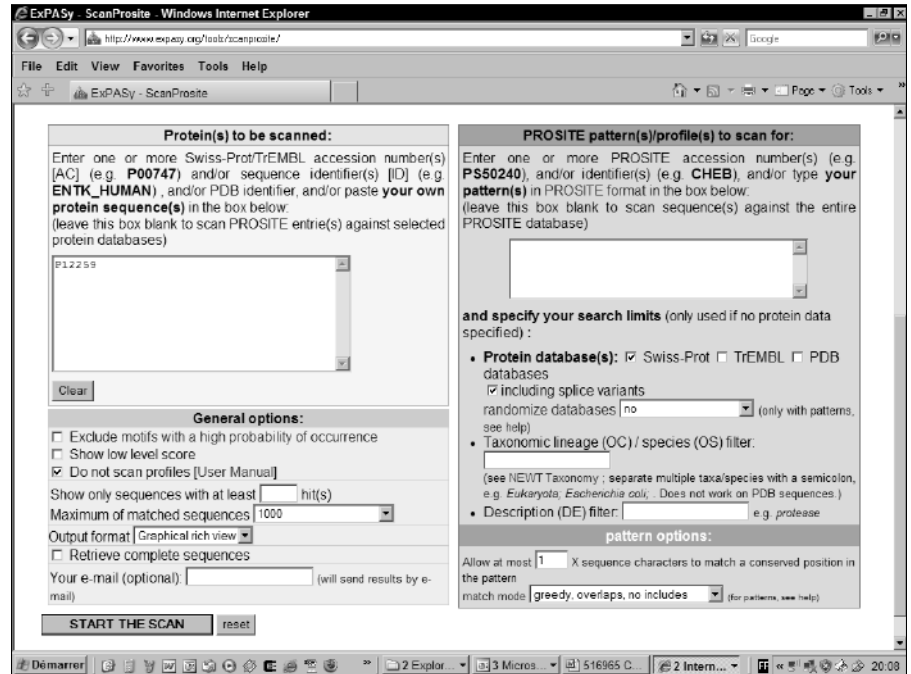 ExPASy - ScanProsite - Windows Internet Explorer
http://www.expasy.org/tools/scanprosite/
Google
File Edit View Favorites Tools Help
ExPASy - ScanProsite
Page Tools »
Protein(s) to be scanned:
Enter one or more Swiss-Prot/TrEMBL accession number(s)
[AC] (e.g. P00747) and/or sequence identifier(s) [ID] (e.g.
ENTK_HUMAN) , and/or PDB identifier, and/or paste your own
protein sequence(s) in the box below:
(leave this box blank to scan PROSITE entrie(s) against selected
protein databases)
P12259
Clear
General options:
Exclude motifs with a high probability of occurrence
Show low level score
Do not scan profiles [User Manual]
Show only sequences with at least hit(s)
Maximum of matched sequences 1000
Output format Graphical rich view
Retrieve complete sequences
Your e-mail (optional): (will send results by e-
mail)
START THE SCAN reset
PROSITE pattern(s)/profile(s) to scan for:
Enter one or more PROSITE accession number(s) (e.g.
PS50240), and/or identifier(s) (e.g. CHEB), and/or type your
pattern(s) in PROSITE format in the box below:
(leave this box blank to scan sequence(s) against the entire
PROSITE database)
and specify your search limits (only used if no protein data
specified) :
• Protein database(s): Swiss-Prot TrEMBL PDB
databases
including splice variants
randomize databases no (only with patterns,
see help)
• Taxonomic lineage (OC) / species (OS) filter:
(see NEWT Taxonomy ; separate multiple taxa/species with a semicolon,
e.g. Eukaryota; Escherichia coli; . Does not work on PDB sequences.)
• Description (DE) filter: e.g. protease
pattern options:
Allow at most 1 X sequence characters to match a conserved position in
the pattern
match mode greedy, overlaps, no includes (for patterns, see help)
Démarrer » 2 Explor... 3 Micros... 516965 C... 2 Intern... « 20:08